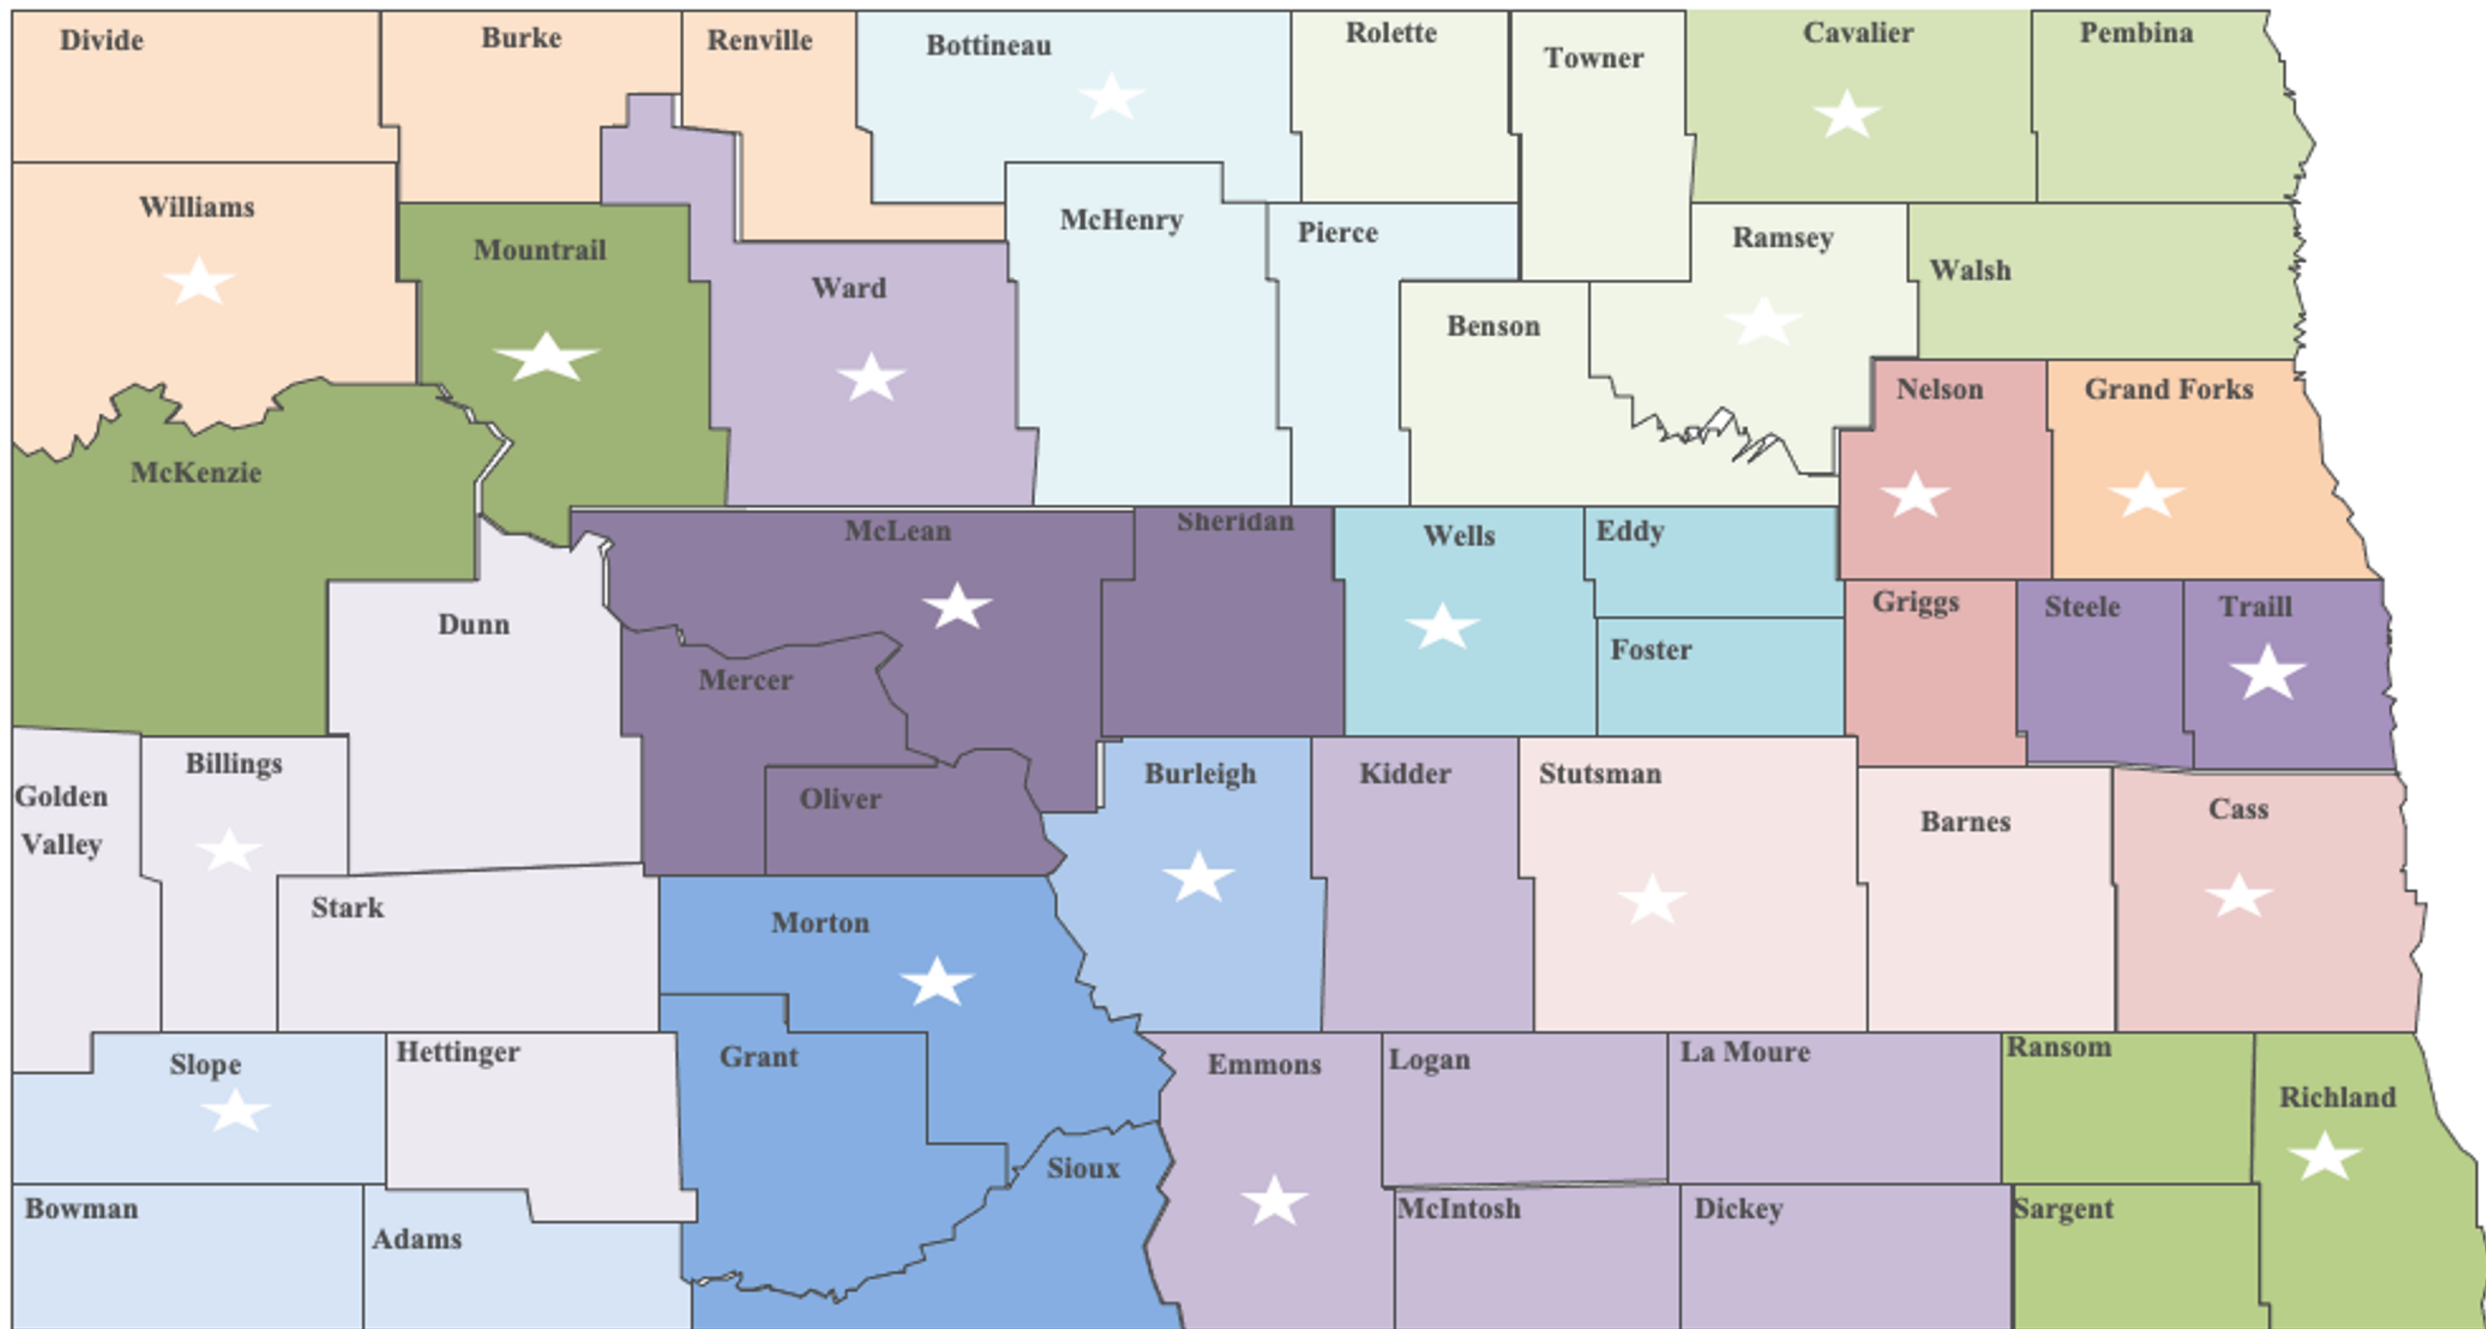 Divide
Burke
Renville
Bottineau
Rolette
Towner
Cavalier
Pembina
Williams
Mountrail
Ward
McHenry
Pierce
Ramsey
Walsh
Benson
McKenzie
Nelson
Grand Forks
McLean
Sheridan
Wells
Eddy
Dunn
Mercer
Foster
Griggs
Steele
Traill
Golden
Valley
Billings
Oliver
Burleigh
Kidder
Stutsman
Barnes
Cass
Stark
Morton
Slope
Hettinger
Grant
Emmons
Logan
La Moure
Ransom
Richland
Sioux
Bowman
Adams
McIntosh
Dickey
Sargent